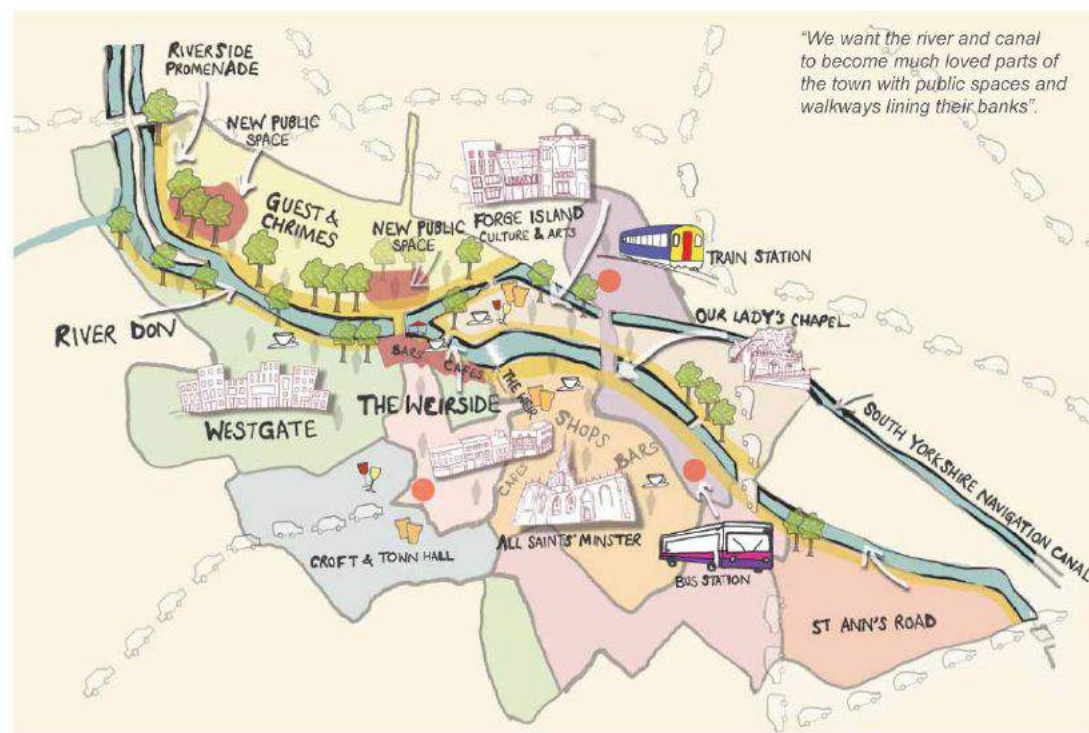 "We want the river and canal
to become much loved parts of
the town with public spaces and
walkways lining their banks".
RIVERSIDE
PROMENADE
NEW PUBLIC
SPACE
GUEST &
CHRIMES
NEW PUBLIC
SPACE
LIBRARY
FORGE ISLAND
CULTURE & ARTS
TRAIN STATION
OUR LADY'S CHAPEL
RIVER DON
BARS
CAFES
THE WEIR
THE WEIRSIDE
WESTGATE
SHOPS
BARS
CAFES
SOUTH YORKSHIRE NAVIGATION CANAL
ALL SAINTS' MINSTER
CROFT & TOWN HALL
BUS STATION
ST ANN'S ROAD